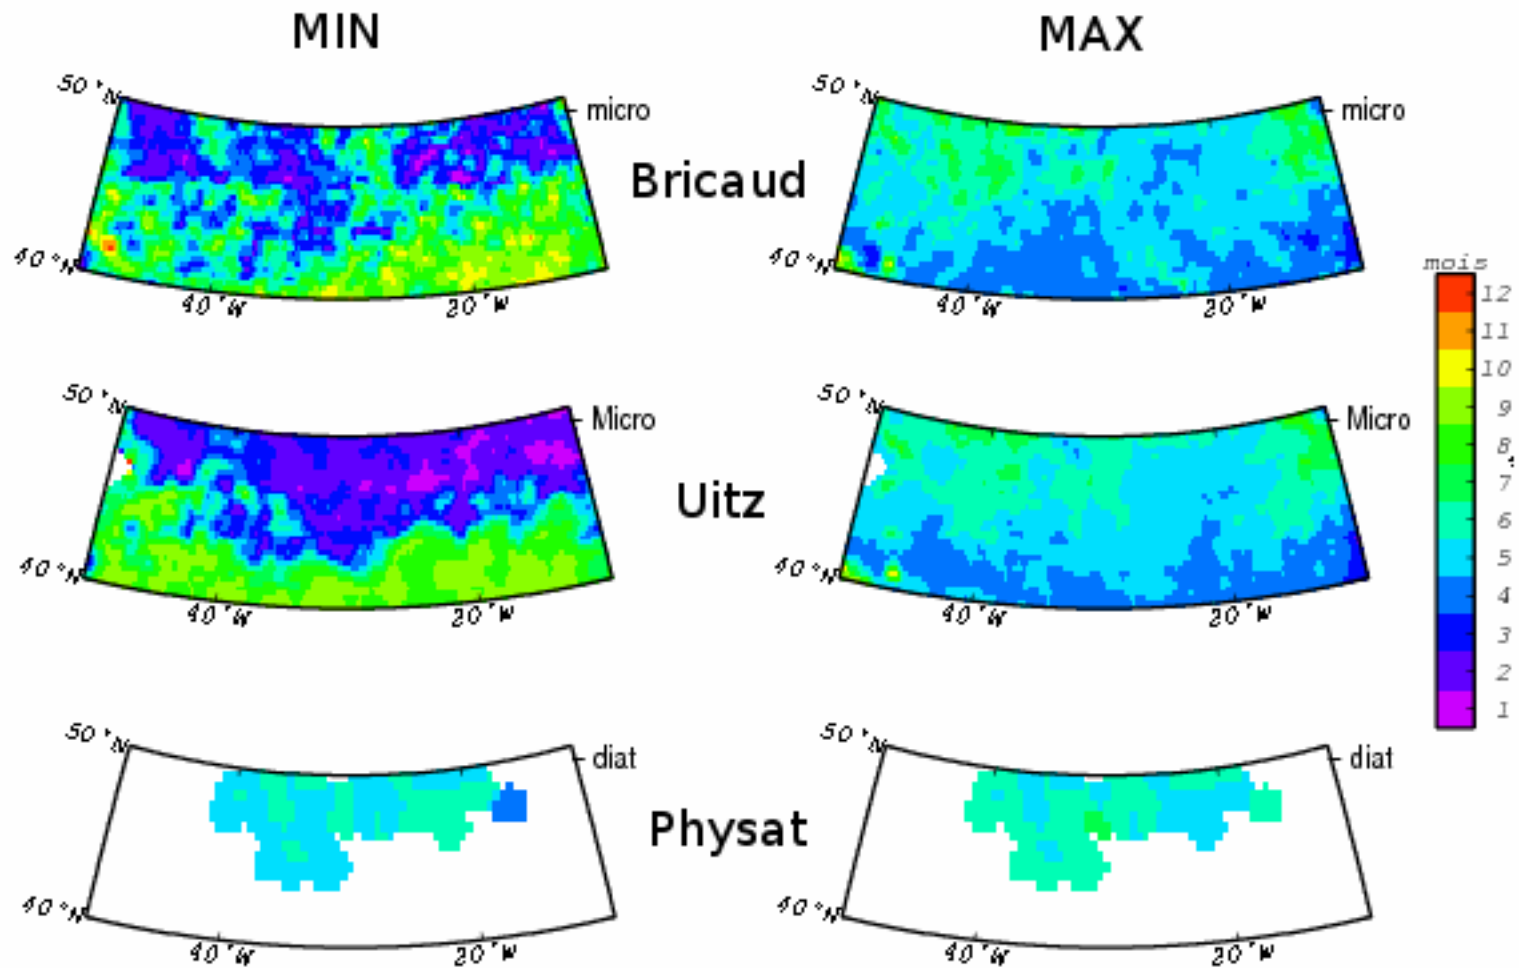 MIN MAX
50°N micro 50°N micro
Bricaud
40°N 40°N
40°W 20°W 40°W 20°W
mois
12
11
10
9
8
7
6
5
4
3
2
1
50°N Micro 50°N Micro
Uitz
40°N 40°N
40°W 20°W 40°W 20°W
50°N diat 50°N diat
Physat
40°N 40°N
40°W 20°W 40°W 20°W